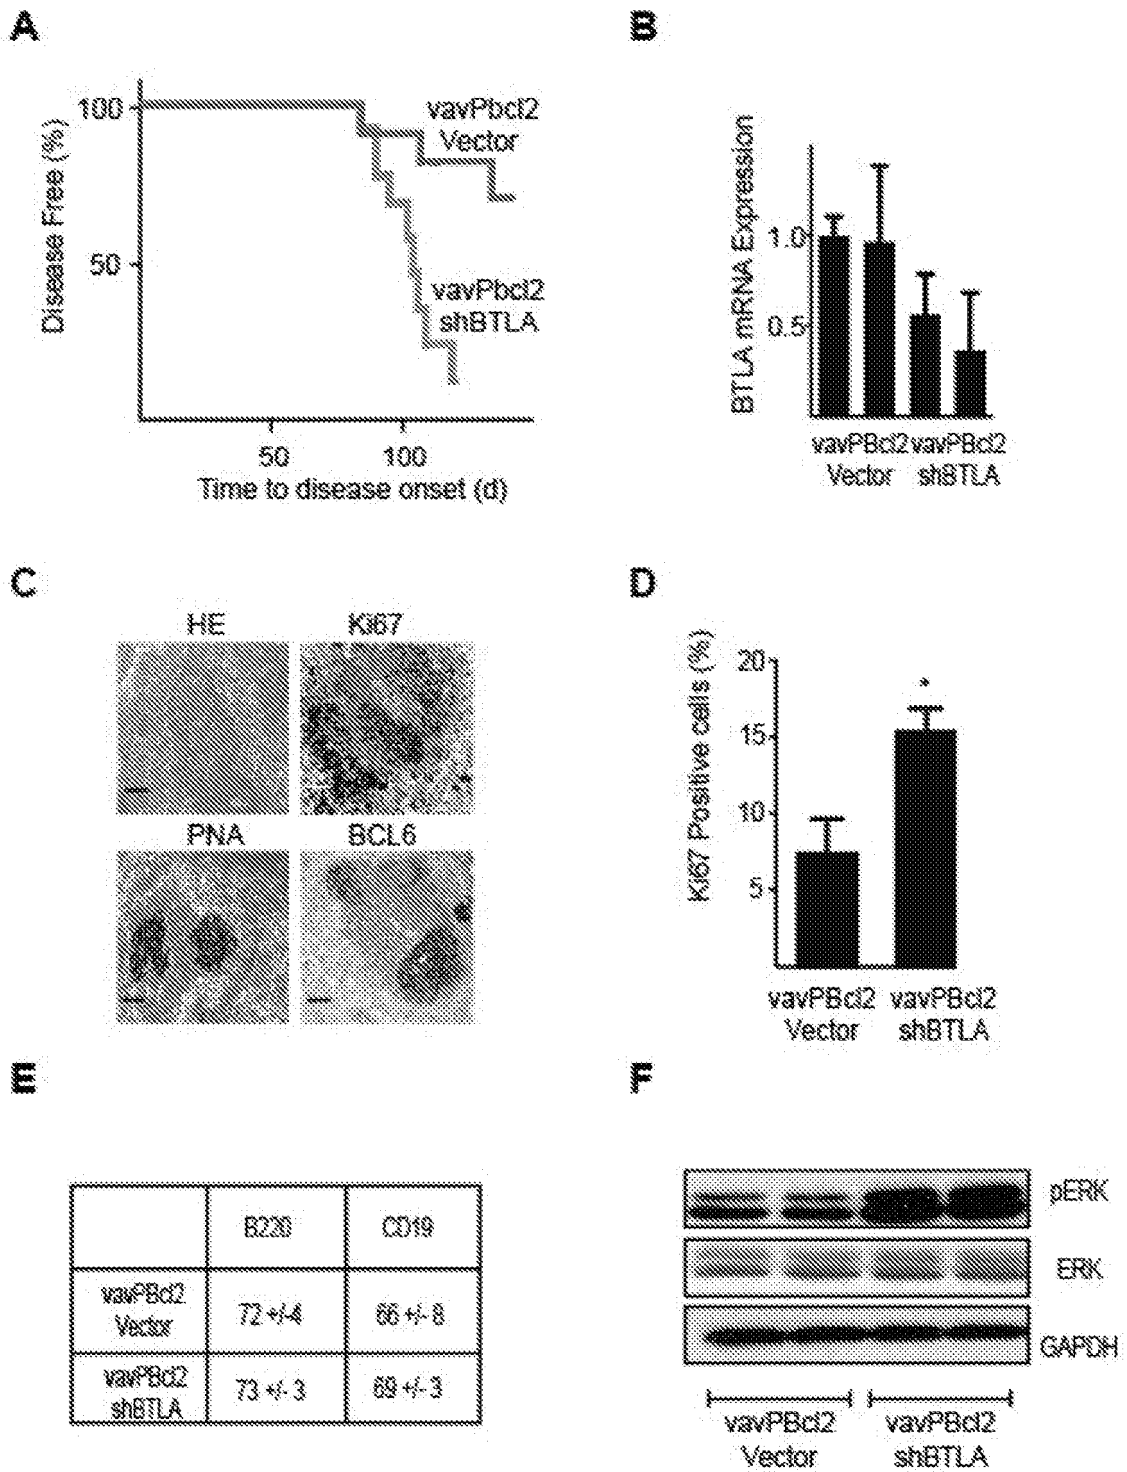 A
100
50
Disease Free (%)
vavPbcl2
Vector
vavPbcl2
shBTLA
50
100
Time to disease onset (d)
B
BTLA mRNA Expression
1.0
0.5
vavPBcl2 vavPBcl2
Vector shBTLA
C
HE
Ki67
PNA
BCL6
D
Ki67 Positive cells (%)
20
15
10
5
*
vavPBcl2 vavPBcl2
Vector shBTLA
E
B220 CD19
vavPBcl2
Vector
72 +/-4 66 +/- 8
vavPBcl2
shBTLA
73 +/- 3 69 +/- 3
F
pERK
ERK
GAPDH
vavPBcl2 vavPBcl2
Vector shBTLA